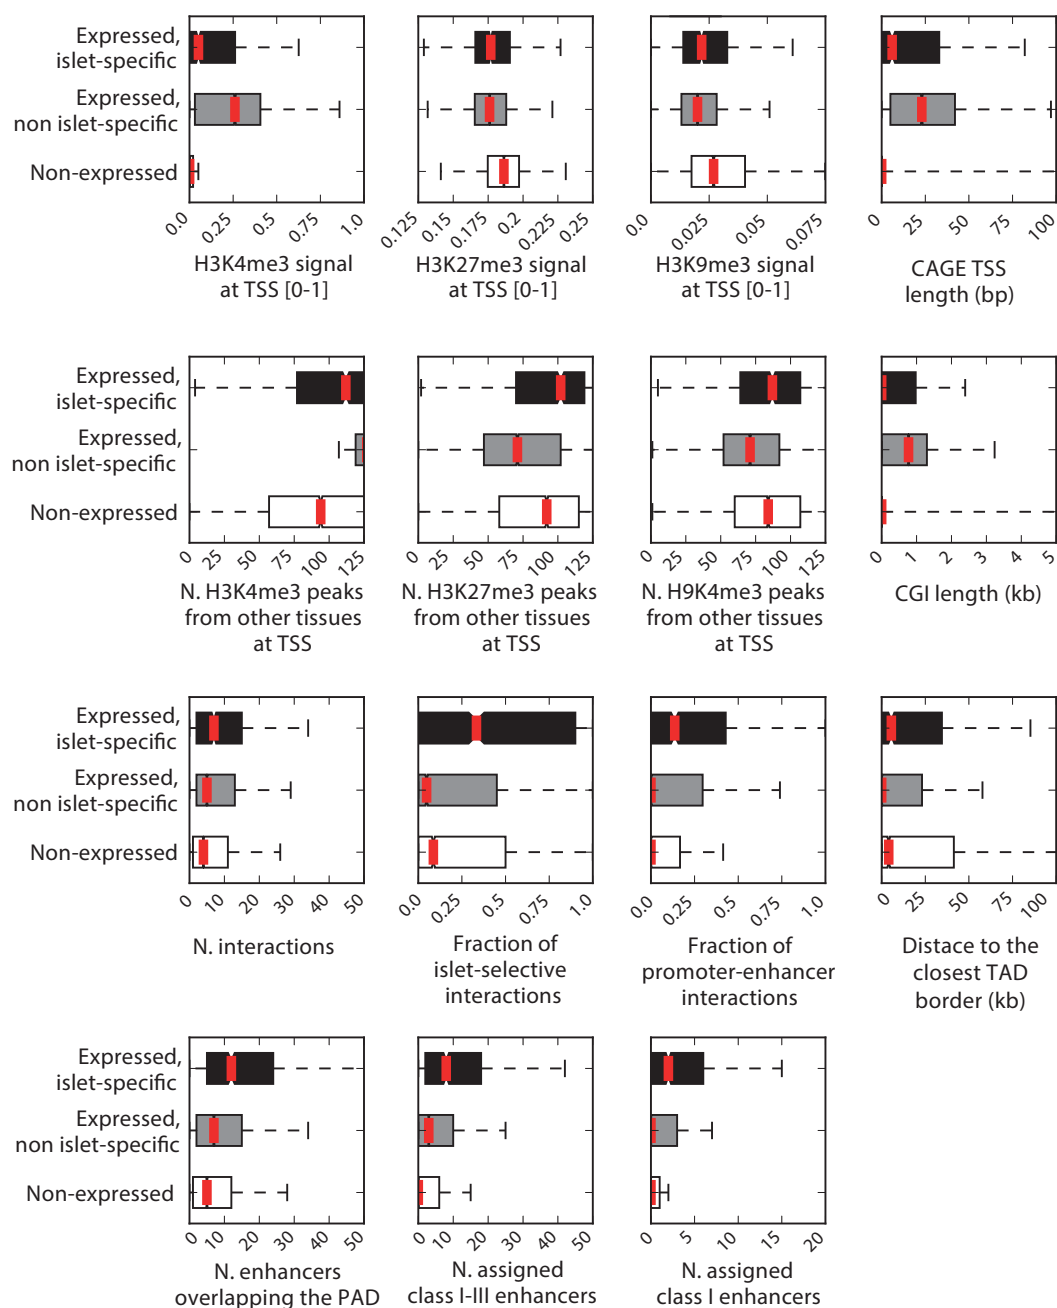 Expressed,
islet-specific
Expressed,
non islet-specific
Non-expressed
0.0 0.25 0.50 0.75 1.0
H3K4me3 signal
at TSS [0-1]
0.125 0.15 0.175 0.2 0.225 0.25
H3K27me3 signal
at TSS [0-1]
0.0 0.025 0.05 0.075
H3K9me3 signal
at TSS [0-1]
0 25 50 75 100
CAGE TSS
length (bp)
Expressed,
islet-specific
Expressed,
non islet-specific
Non-expressed
0 25 50 75 100 125
N. H3K4me3 peaks
from other tissues
at TSS
0 25 50 75 100 125
N. H3K27me3 peaks
from other tissues
at TSS
0 25 50 75 100 125
N. H9K4me3 peaks
from other tissues
at TSS
0 1 2 3 4 5
CGI length (kb)
Expressed,
islet-specific
Expressed,
non islet-specific
Non-expressed
0 10 20 30 40 50
N. interactions
0.0 0.25 0.5 0.75 1.0
Fraction of
islet-selective
interactions
0.0 0.25 0.50 0.75 1.0
Fraction of
promoter-enhancer
interactions
0 25 50 75 100
Distace to the
closest TAD
border (kb)
Expressed,
islet-specific
Expressed,
non islet-specific
Non-expressed
0 10 20 30 40 50
N. enhancers
overlapping the PAD
0 10 20 30 40 50
N. assigned
class I-III enhancers
0 5 10 15 20
N. assigned
class I enhancers